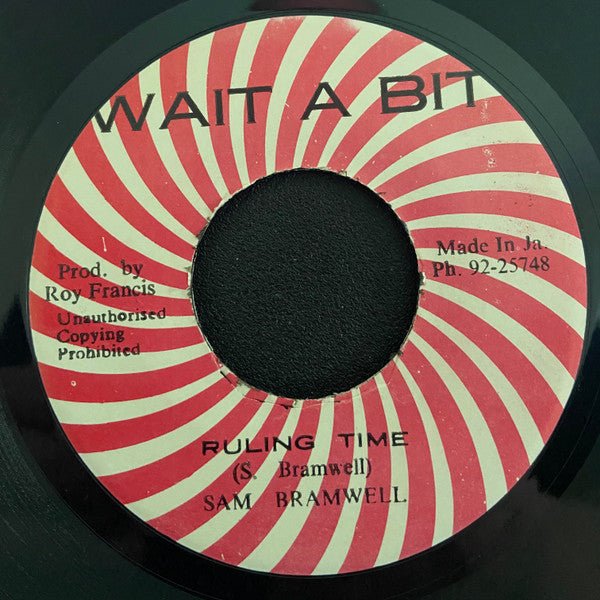 WAIT A BIT
Prod. by
Roy Francis
Unauthorised
Copying
Prohibited
Made In Ja.
Ph. 92-25748
RULING TIME
(S. Bramwell)
SAM BRAMWELL